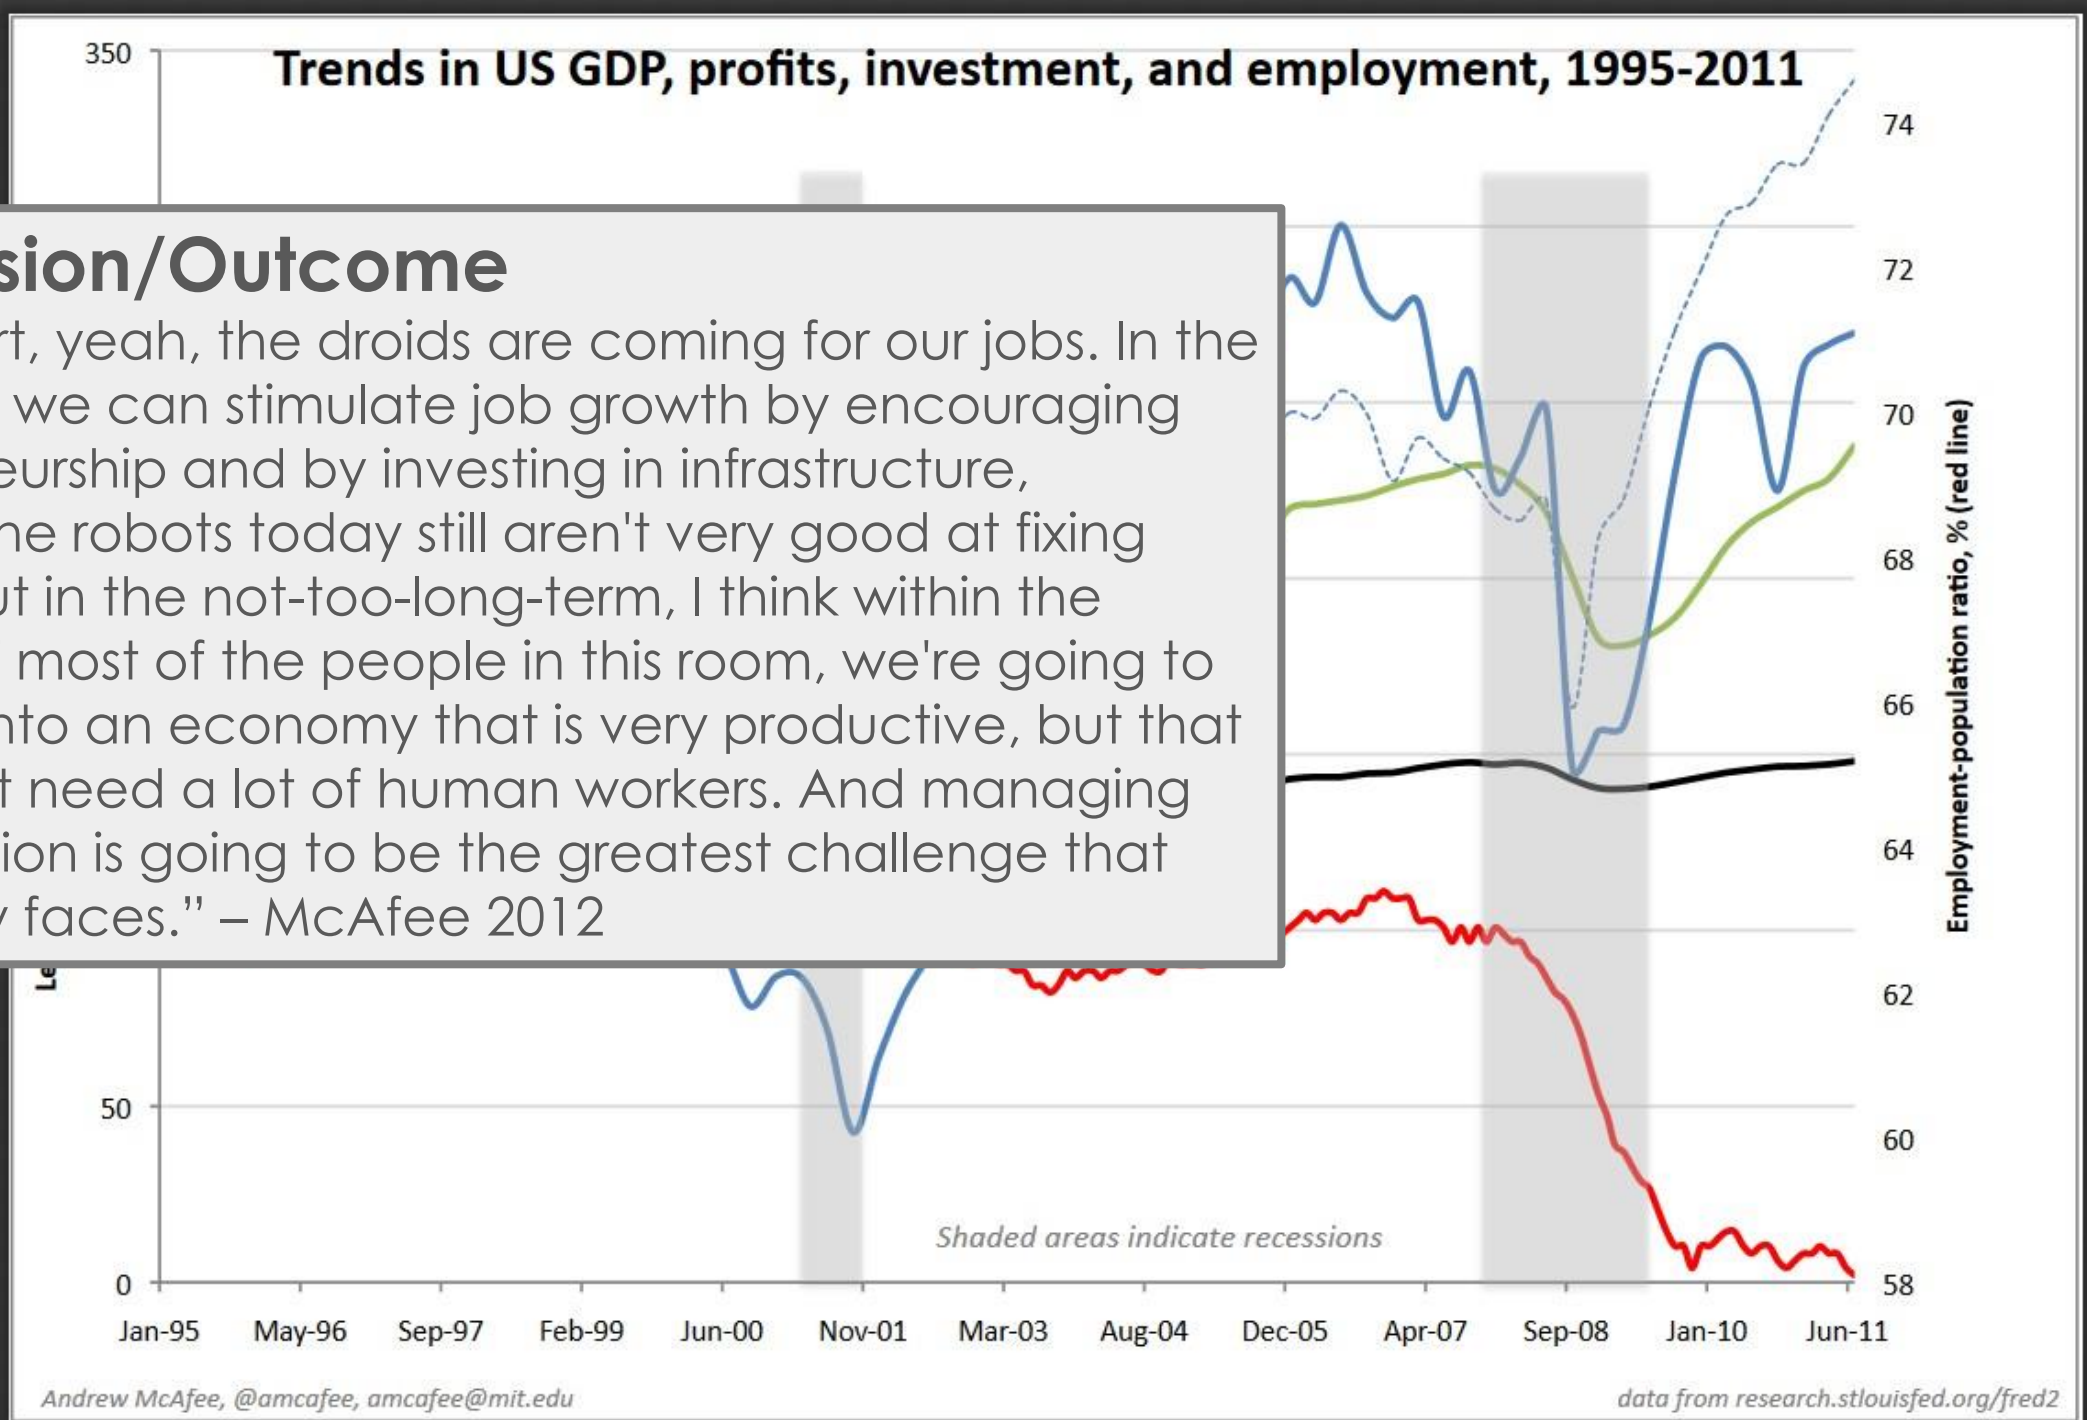 Trends in US GDP, profits, investment, and employment, 1995-2011
350
sion/Outcome
rt, yeah, the droids are coming for our jobs. In the
we can stimulate job growth by encouraging
eurship and by investing in infrastructure,
he robots today still aren't very good at fixing
ut in the not-too-long-term, I think within the
most of the people in this room, we're going to
nto an economy that is very productive, but that
t need a lot of human workers. And managing
ion is going to be the greatest challenge that
y faces.” – McAfee 2012
Le
50
0
74
72
70
68
66
64
62
60
58
Employment-population ratio, % (red line)
Shaded areas indicate recessions
Jan-95 May-96 Sep-97 Feb-99 Jun-00 Nov-01 Mar-03 Aug-04 Dec-05 Apr-07 Sep-08 Jan-10 Jun-11
Andrew McAfee, @amcafee, amcafee@mit.edu
data from research.stlouisfed.org/fred2